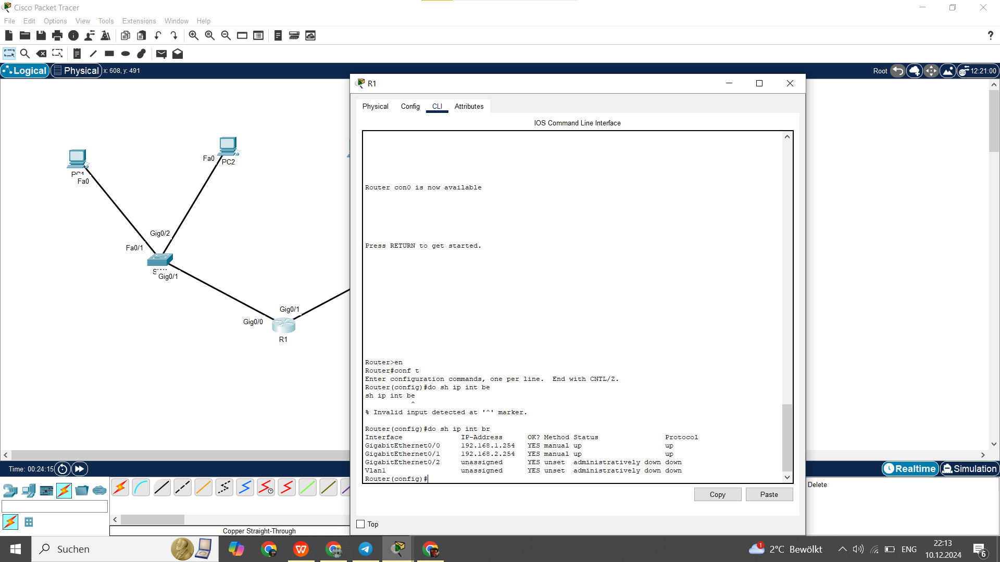 Cisco Packet Tracer
File Edit Options View Tools Extensions Window Help
?
Logical Physical x: 608, y: 491
Root 12:21:00
R1
Physical Config CLI Attributes
IOS Command Line Interface
Router con0 is now available
Press RETURN to get started.
Router>en
Router#conf t
Enter configuration commands, one per line.  End with CNTL/Z.
Router(config)#do sh ip int be
sh ip int be
^
% Invalid input detected at '^' marker.
Router(config)#do sh ip int br
Interface IP-Address OK? Method Status Protocol
GigabitEthernet0/0 192.168.1.254 YES manual up up
GigabitEthernet0/1 192.168.2.254 YES manual up up
GigabitEthernet0/2 unassigned YES unset administratively down down
Vlan1 unassigned YES unset administratively down down
Router(config)#
Copy Paste
Top
PC1
Fa0
Fa0
PC2
Gig0/2
Fa0/1
Gig0/1
Gig0/1
Gig0/0
R1
Time: 00:24:15
Realtime Simulation
Delete
Copper Straight-Through
Suchen
1
2°C Bewölkt
ENG
22:13
10.12.2024
6